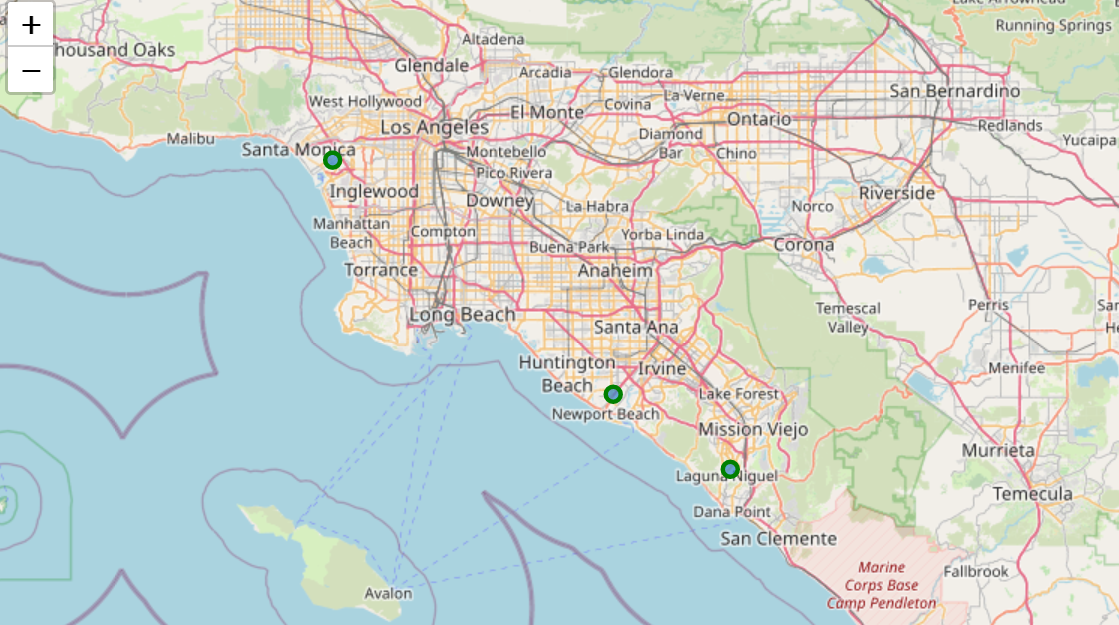 +
−
Thousand Oaks
Altadena
Running Springs
Glendale
Arcadia
Glendora
La Verne
San Bernardino
West Hollywood
El Monte
Covina
Ontario
Los Angeles
Redlands
Malibu
Santa Monica
Montebello
Diamond
Bar
Chino
Yucaipa
Pico Rivera
Inglewood
Downey
La Habra
Norco
Riverside
Manhattan
Beach
Compton
Buena Park
Yorba Linda
Corona
Torrance
Anaheim
Long Beach
Santa Ana
Temescal
Valley
Perris
Huntington
Beach
Irvine
Menifee
Newport Beach
Lake Forest
Mission Viejo
Murrieta
Laguna Niguel
Temecula
Dana Point
San Clemente
Marine
Corps Base
Camp Pendleton
Fallbrook
Avalon